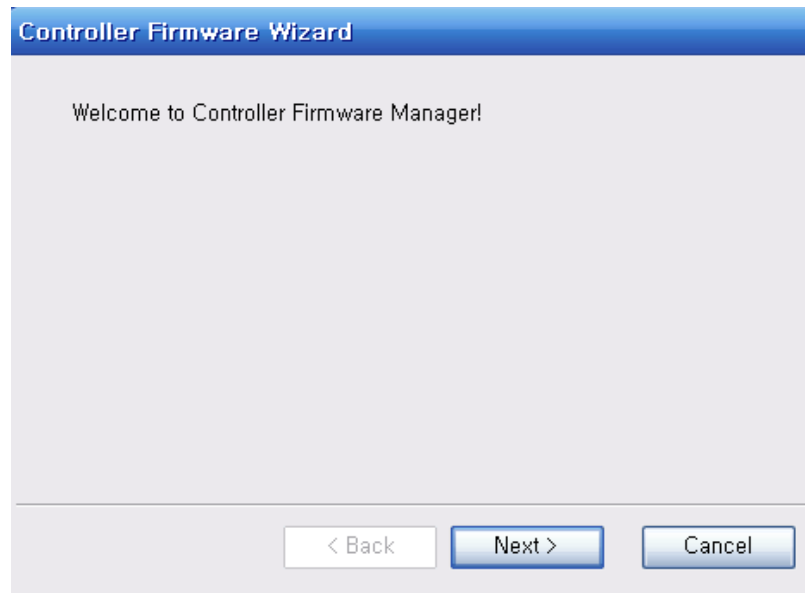 Controller Firmware Wizard
Welcome to Controller Firmware Manager!
< Back
Next >
Cancel